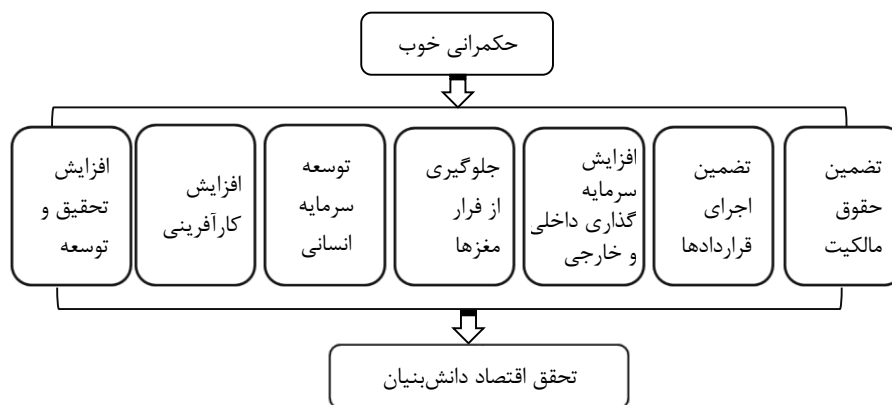 حکمرانی خوب
تضمین
حقوق
مالکیت
تضمین
اجرای
قراردادها
افزایش
سرمایه
گذاری داخلی
و خارجی
جلوگیری
از فرار
مغزها
توسعه
سرمایه
انسانی
افزایش
کارآفرینی
افزایش
تحقیق و
توسعه
تحقق اقتصاد دانش‌بنیان